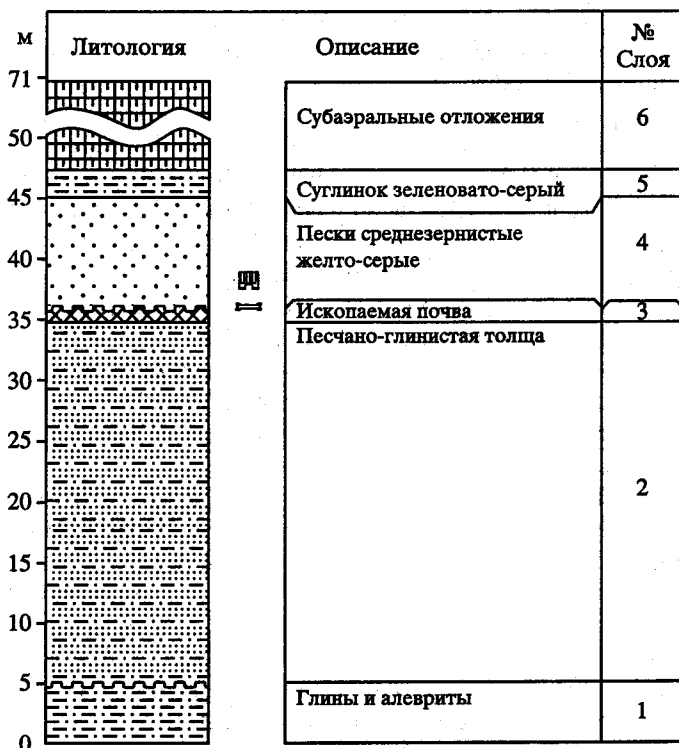 м
Литология
Описание
№
Слоя
71
50
45
40
35
30
25
20
15
10
5
0
Субаэральные отложения
6
Суглинок зеленовато-серый
5
Пески среднезернистые
желто-серые
4
Ископаемая почва
3
Песчано-глинистая толща
2
Глины и алевриты
1